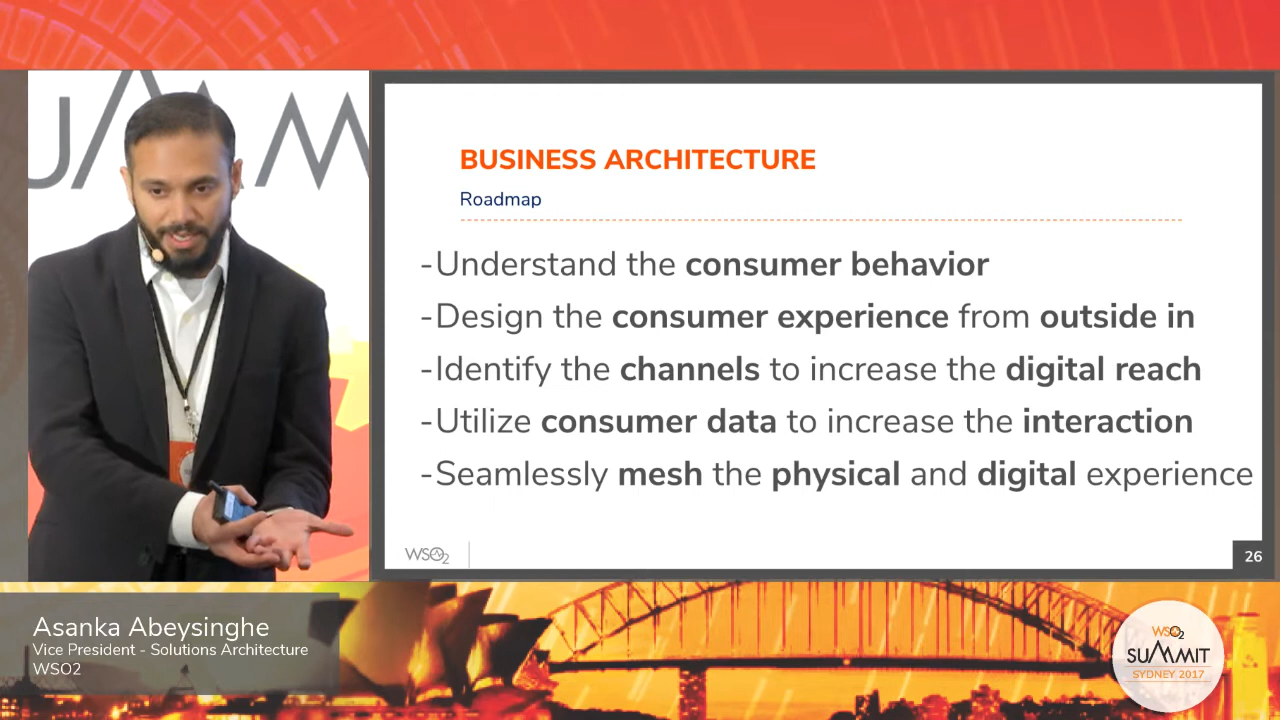 SUMM
BUSINESS ARCHITECTURE
Roadmap
-Understand the consumer behavior
-Design the consumer experience from outside in
-Identify the channels to increase the digital reach
-Utilize consumer data to increase the interaction
-Seamlessly mesh the physical and digital experience
WSO2
26
Asanka Abeysinghe
Vice President - Solutions Architecture
WSO2
WSO2
SUMMIT
SYDNEY 2017